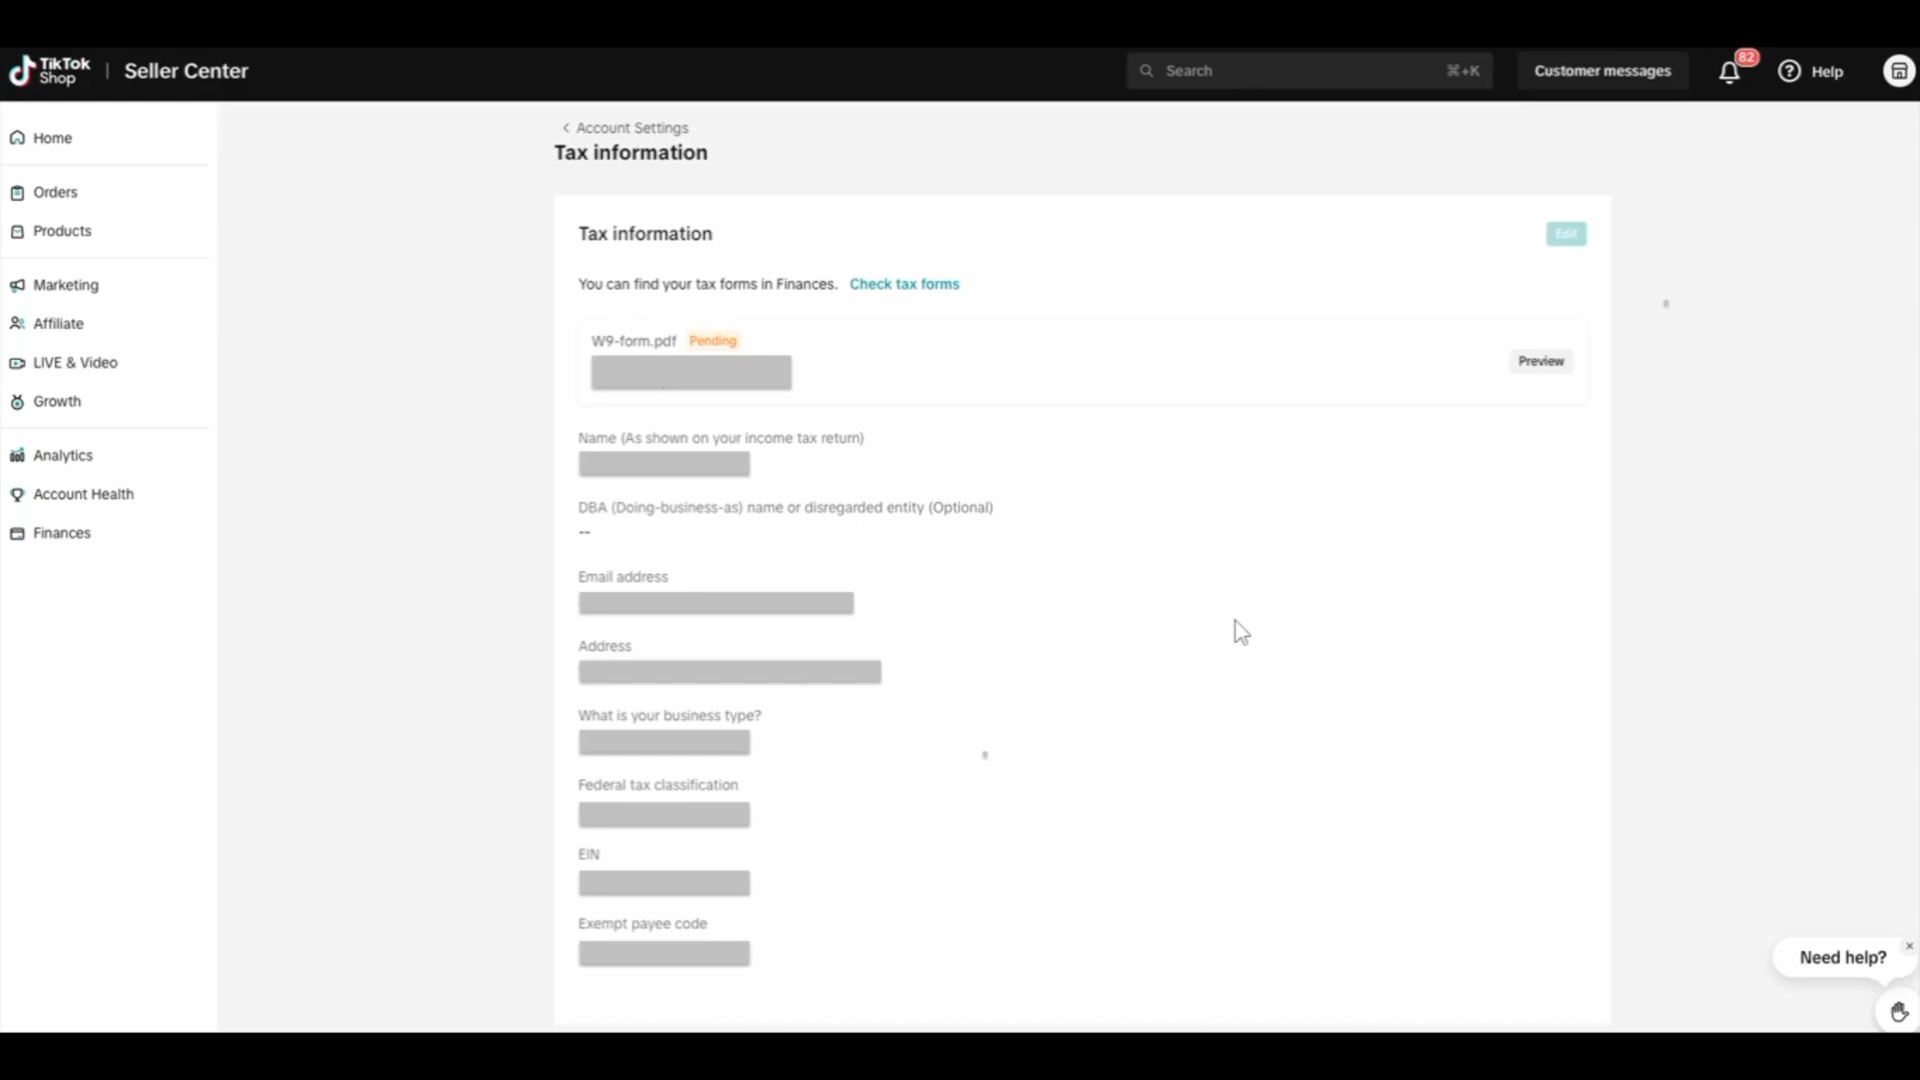 TikTok Shop | Seller Center
Search ⌘+K
Customer messages
82
Help
Home
Orders
Products
Marketing
Affiliate
LIVE & Video
Growth
Analytics
Account Health
Finances
< Account Settings
Tax information
Tax information
Edit
You can find your tax forms in Finances. Check tax forms
W9-form.pdf Pending
Preview
Name (As shown on your income tax return)
DBA (Doing-business-as) name or disregarded entity (Optional)
--
Email address
Address
What is your business type?
Federal tax classification
EIN
Exempt payee code
Need help?